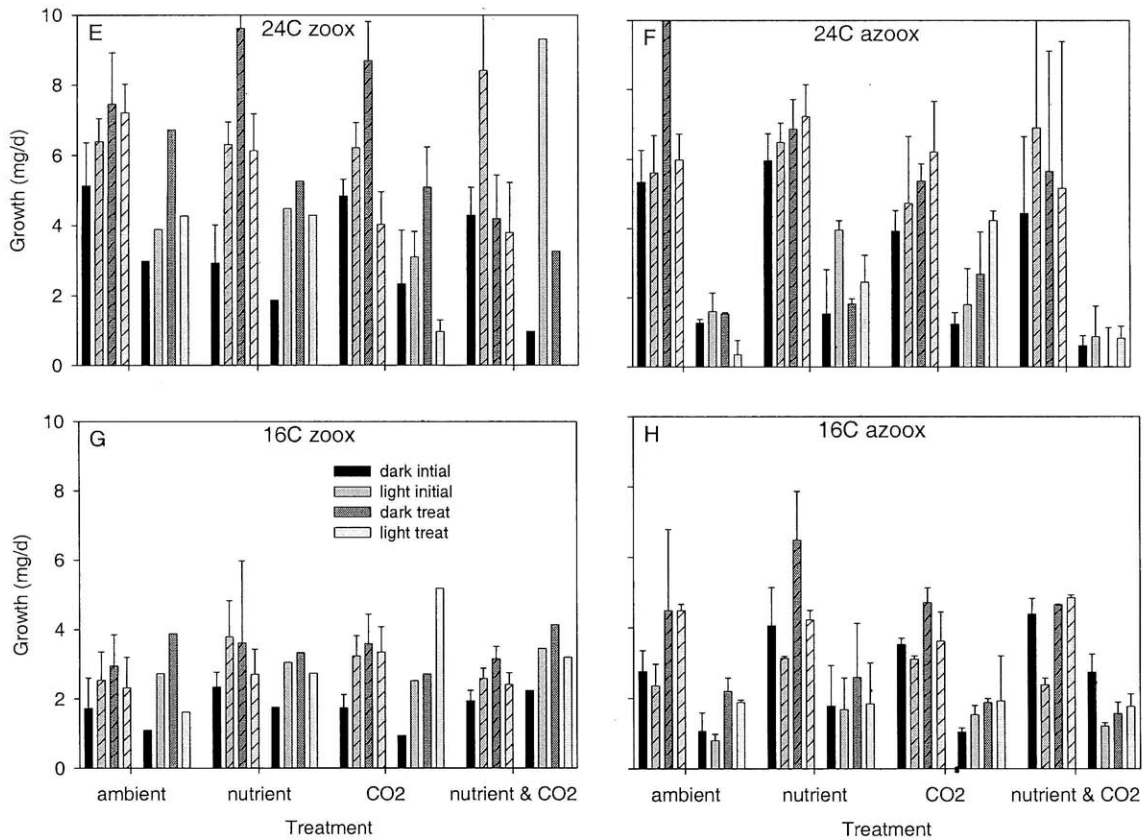 E
24C zoox
10
8
6
4
2
0
Growth (mg/d)
F
24C azoox
G
16C zoox
10
8
6
4
2
0
Growth (mg/d)
dark intial
light initial
dark treat
light treat
ambient
nutrient
CO2
nutrient & CO2
Treatment
H
16C azoox
ambient
nutrient
CO2
nutrient & CO2
Treatment